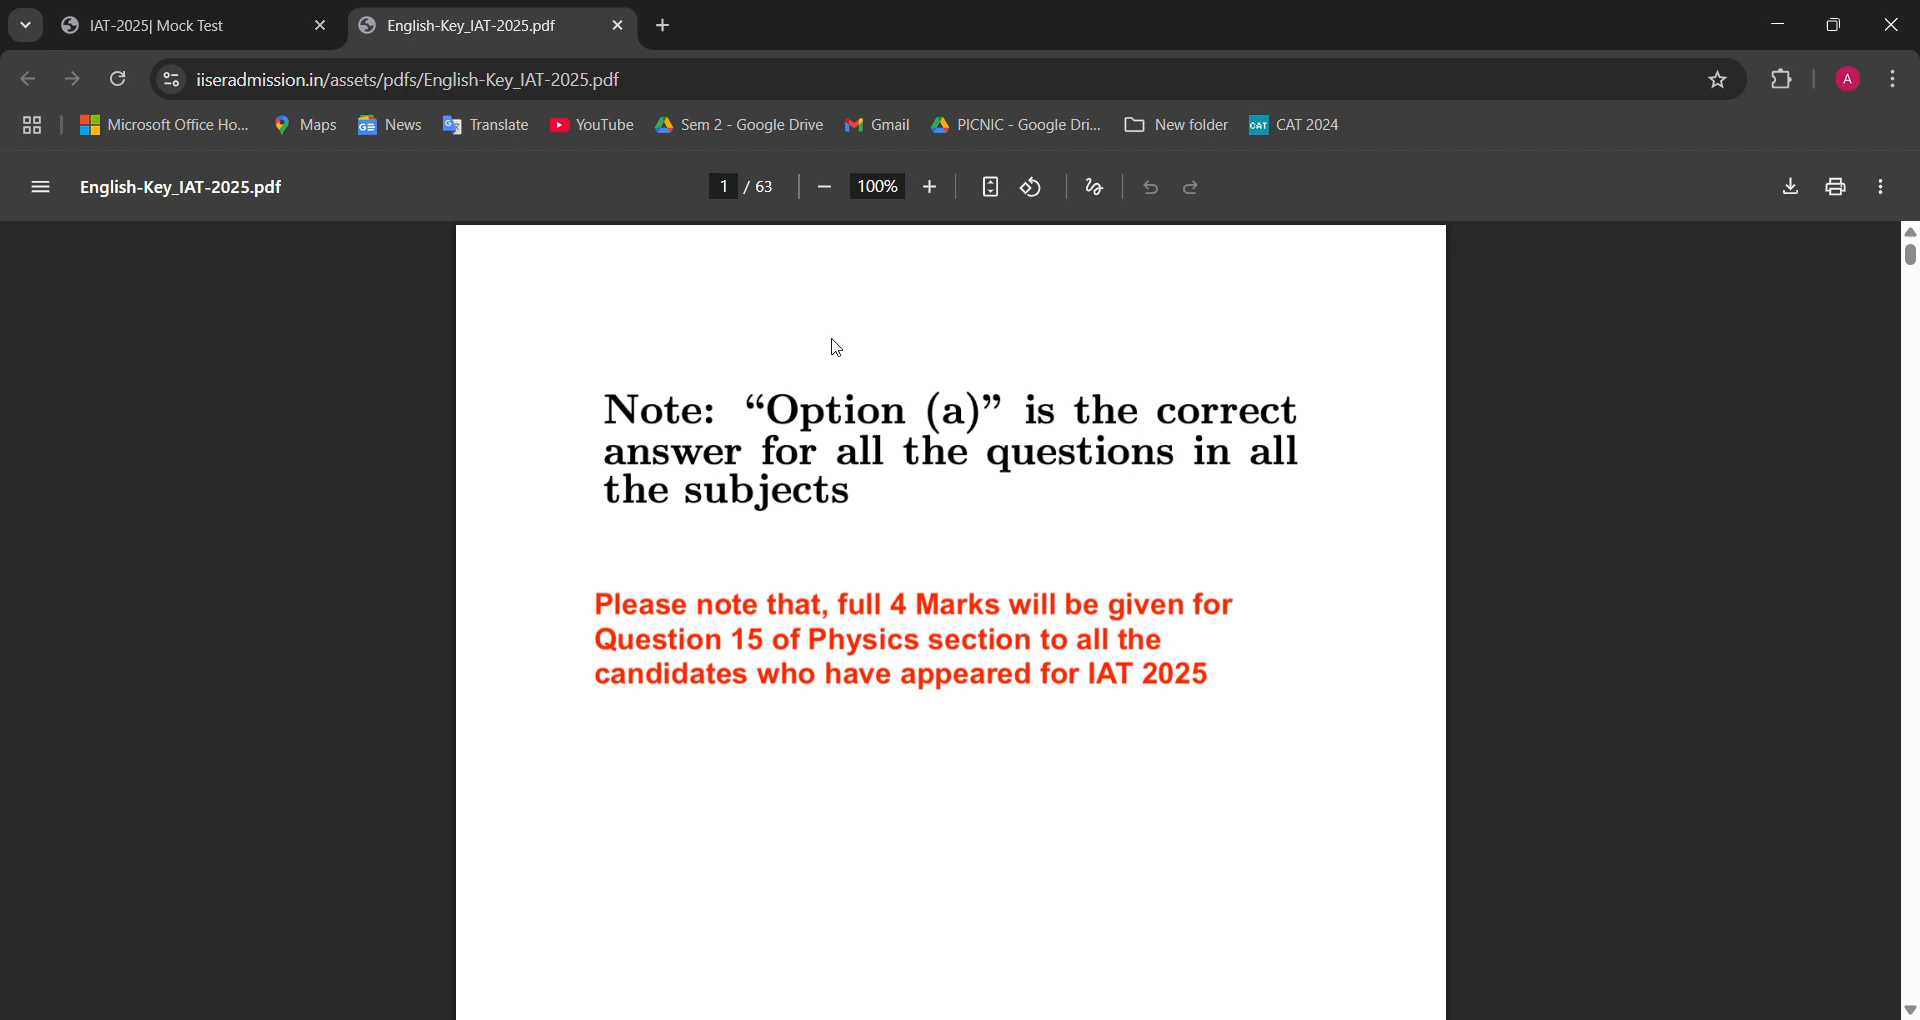 IAT-2025| Mock Test
English-Key_IAT-2025.pdf
iiseradmission.in/assets/pdfs/English-Key_IAT-2025.pdf
A
Microsoft Office Ho...
Maps
News
Translate
YouTube
Sem 2 - Google Drive
Gmail
PICNIC - Google Dri...
New folder
CAT
CAT 2024
English-Key_IAT-2025.pdf
1 / 63
100%
Note: “Option (a)” is the correct
answer for all the questions in all
the subjects
Please note that, full 4 Marks will be given for
Question 15 of Physics section to all the
candidates who have appeared for IAT 2025